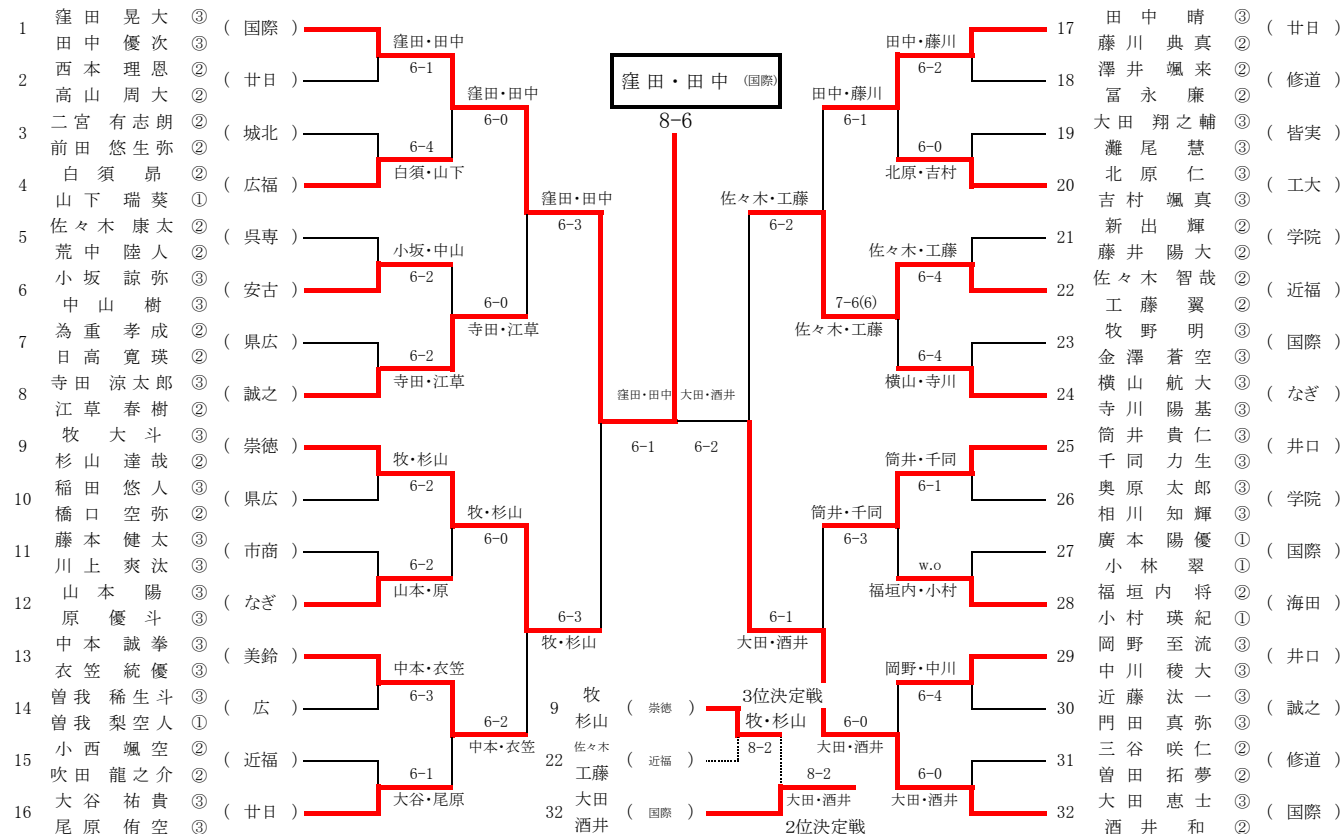 1 窪田 晃大 ③ ( 国際 )
田中 優次 ③
2 西本 理恩 ② ( 廿日 )
高山 周大 ②
3 二宮 有志朗 ② ( 城北 )
前田 悠生弥 ②
4 白須 昴 ② ( 広福 )
山下 瑞葵 ①
5 佐々木 康太 ② ( 呉専 )
荒中 陸人 ②
6 小坂 諒弥 ③ ( 安古 )
中山 樹 ③
7 為重 孝成 ② ( 県広 )
日高 寛瑛 ②
8 寺田 涼太郎 ③ ( 誠之 )
江草 春樹 ②
9 牧 大斗 ③ ( 崇徳 )
杉山 達哉 ②
10 稲田 悠人 ③ ( 県広 )
橋口 空弥 ②
11 藤本 健太 ③ ( 市商 )
川上 爽汰 ③
12 山本 陽 ③ ( なぎ )
原 優斗 ③
13 中本 誠拳 ③ ( 美鈴 )
衣笠 統優 ③
14 曽我 稀生斗 ③ ( 広 )
曽我 梨空人 ①
15 小西 颯空 ② ( 近福 )
吹田 龍之介 ②
16 大谷 祐貴 ③ ( 廿日 )
尾原 侑空 ③
窪田・田中
6-1
6-4
白須・山下
小坂・中山
6-2
6-2
寺田・江草
牧・杉山
6-2
6-2
山本・原
中本・衣笠
6-3
6-1
大谷・尾原
窪田・田中
6-0
6-0
寺田・江草
牧・杉山
6-0
6-2
中本・衣笠
窪田・田中
6-3
6-3
牧・杉山
窪田・田中 (国際)
8-6
窪田・田中 大田・酒井
6-1 6-2
佐々木・工藤
6-2
6-1
大田・酒井
田中・藤川
6-1
7-6(6)
佐々木・工藤
筒井・千同
6-3
6-0
大田・酒井
田中・藤川
6-2
6-0
北原・吉村
佐々木・工藤
6-4
6-4
横山・寺川
筒井・千同
6-1
w.o
福垣内・小村
岡野・中川
6-4
6-0
大田・酒井
17 田中 晴 ③ ( 廿日 )
藤川 典真 ②
18 澤井 颯来 ② ( 修道 )
冨永 廉 ②
19 大田 翔之輔 ③ ( 皆実 )
灘尾 慧 ③
20 北原 仁 ③ ( 工大 )
吉村 颯真 ③
21 新出 輝 ② ( 学院 )
藤井 陽大 ②
22 佐々木 智哉 ② ( 近福 )
工藤 翼 ②
23 牧野 明 ③ ( 国際 )
金澤 蒼空 ③
24 横山 航大 ③ ( なぎ )
寺川 陽基 ③
25 筒井 貴仁 ③ ( 井口 )
千同 力生 ③
26 奥原 太郎 ③ ( 学院 )
相川 知輝 ③
27 廣本 陽優 ① ( 国際 )
小林 翠 ①
28 福垣内 将 ② ( 海田 )
小村 瑛紀 ①
29 岡野 至流 ③ ( 井口 )
中川 稜大 ③
30 近藤 汰一 ③ ( 誠之 )
門田 真弥 ③
31 三谷 咲仁 ② ( 修道 )
曽田 拓夢 ②
32 大田 恵士 ③ ( 国際 )
酒井 和 ②
3位決定戦
9 牧 杉山 ( 崇徳 )
22 佐々木 工藤 ( 近福 )
32 大田 酒井 ( 国際 )
牧・杉山
8-2
8-2
大田・酒井
2位決定戦